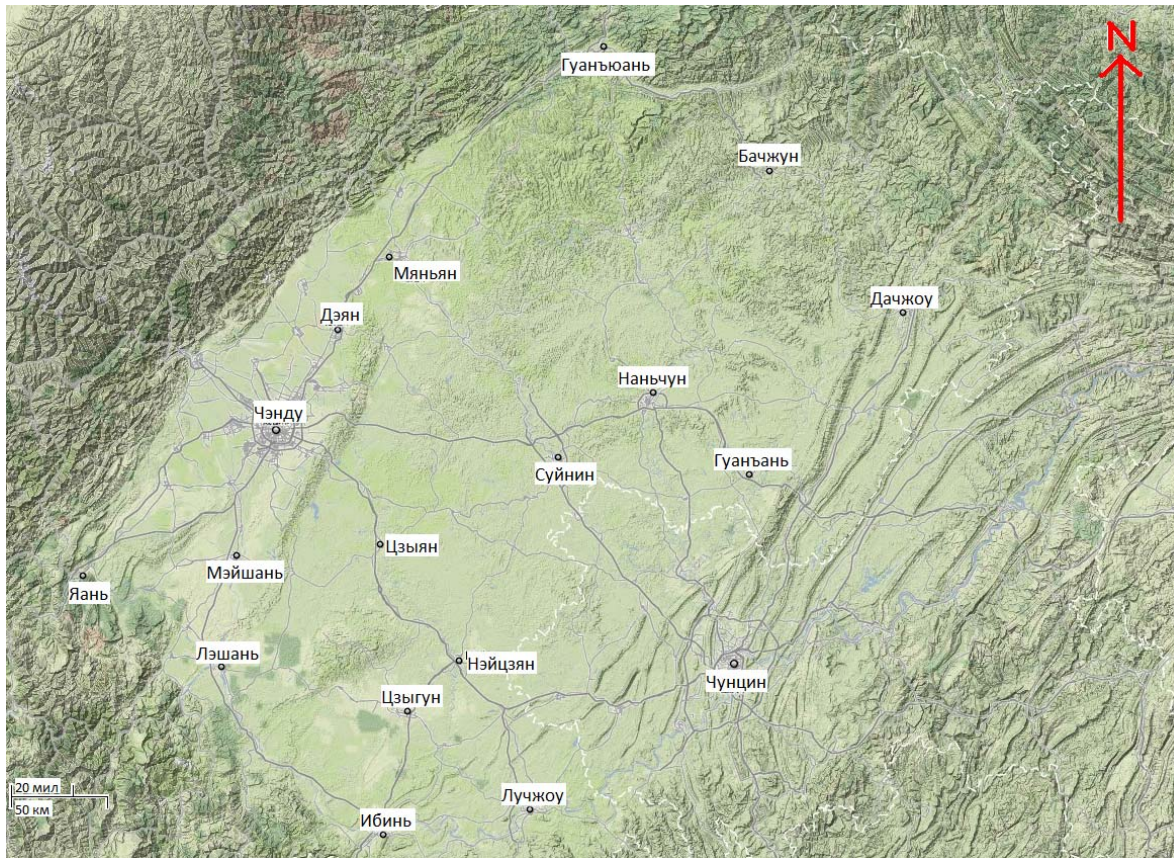 N
Гуанъюань
Бачжун
Мяньян
Дачжоу
Дэян
Наньчун
Чэнду
Гуанъань
Суйнин
Цзыян
Мэйшань
Яань
Лэшань
Нэйцзян
Чунцин
Цзыгун
20 мил
50 км
Лучжоу
Ибинь